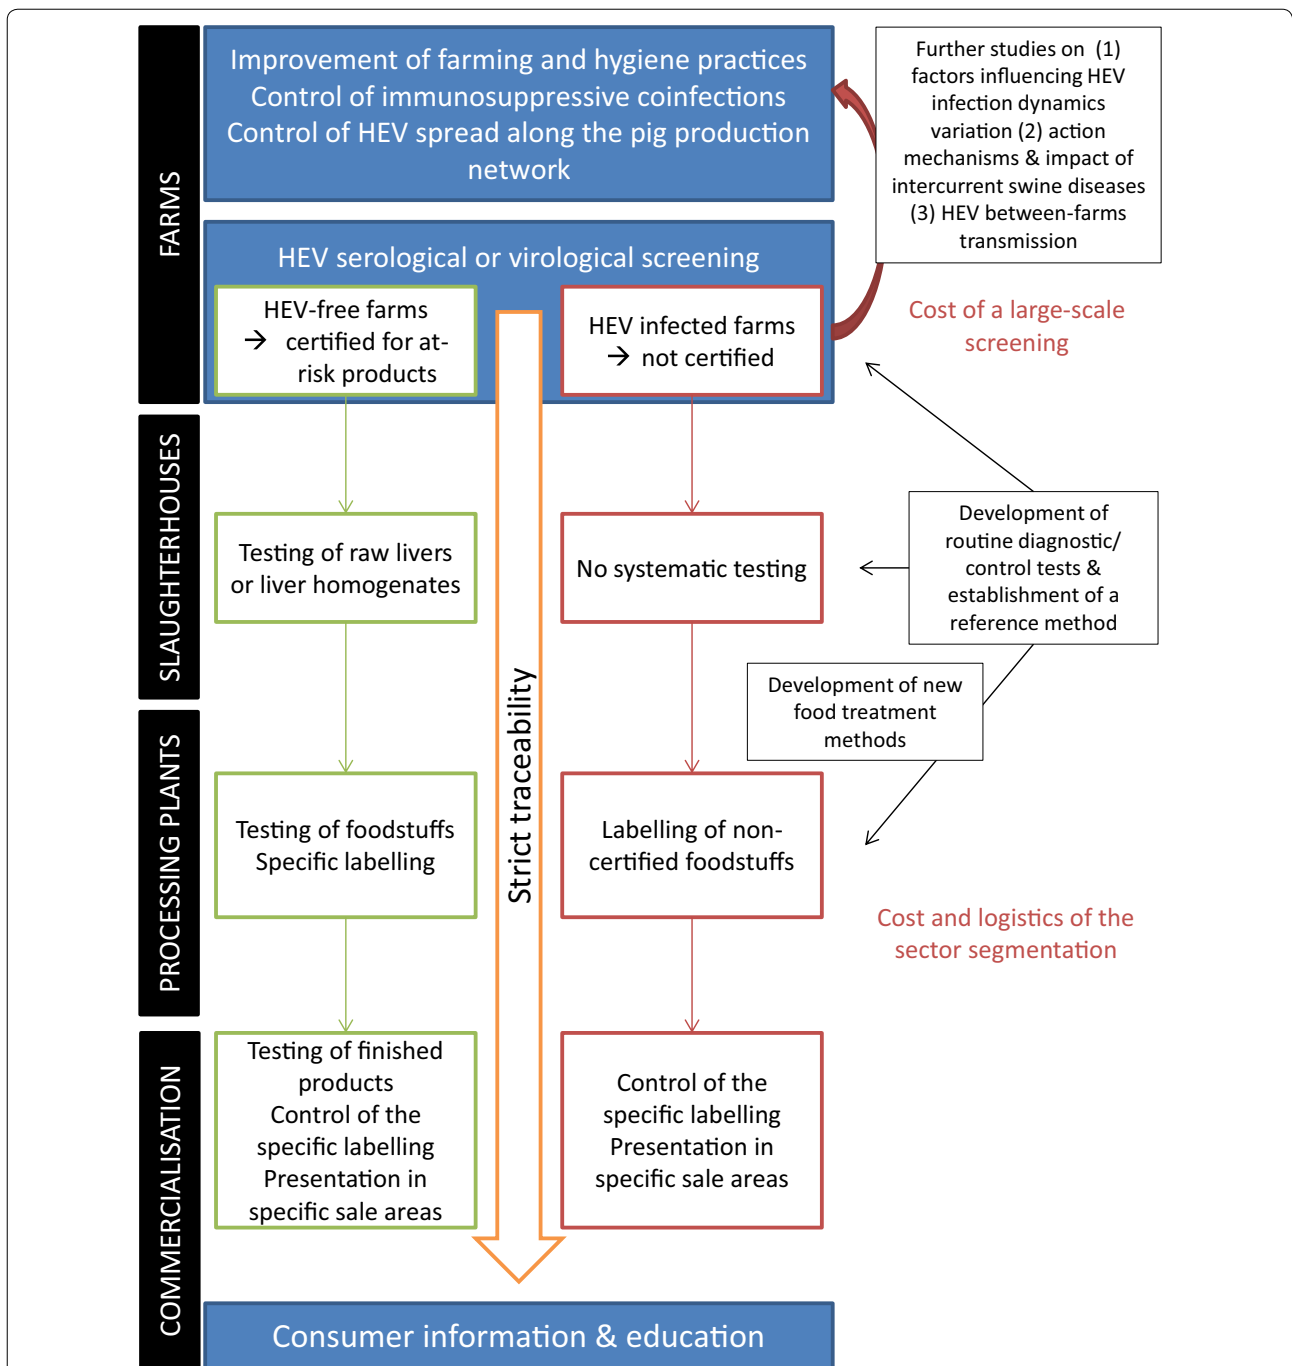 FARMS
Improvement of farming and hygiene practices
Control of immunosuppressive coinfections
Control of HEV spread along the pig production
network
Further studies on (1)
factors influencing HEV
infection dynamics
variation (2) action
mechanisms & impact of
intercurrent swine diseases
(3) HEV between-farms
transmission
HEV serological or virological screening
HEV-free farms
→ certified for at-
risk products
HEV infected farms
→ not certified
Cost of a large-scale
screening
SLAUGHTERHOUSES
Testing of raw livers
or liver homogenates
No systematic testing
Development of
routine diagnostic/
control tests &
establishment of a
reference method
Strict traceability
Development of new
food treatment
methods
PROCESSING PLANTS
Testing of foodstuffs
Specific labelling
Labelling of non-
certified foodstuffs
Cost and logistics of the
sector segmentation
COMMERCIALISATION
Testing of finished
products
Control of the
specific labelling
Presentation in
specific sale areas
Control of the
specific labelling
Presentation in
specific sale areas
Consumer information & education